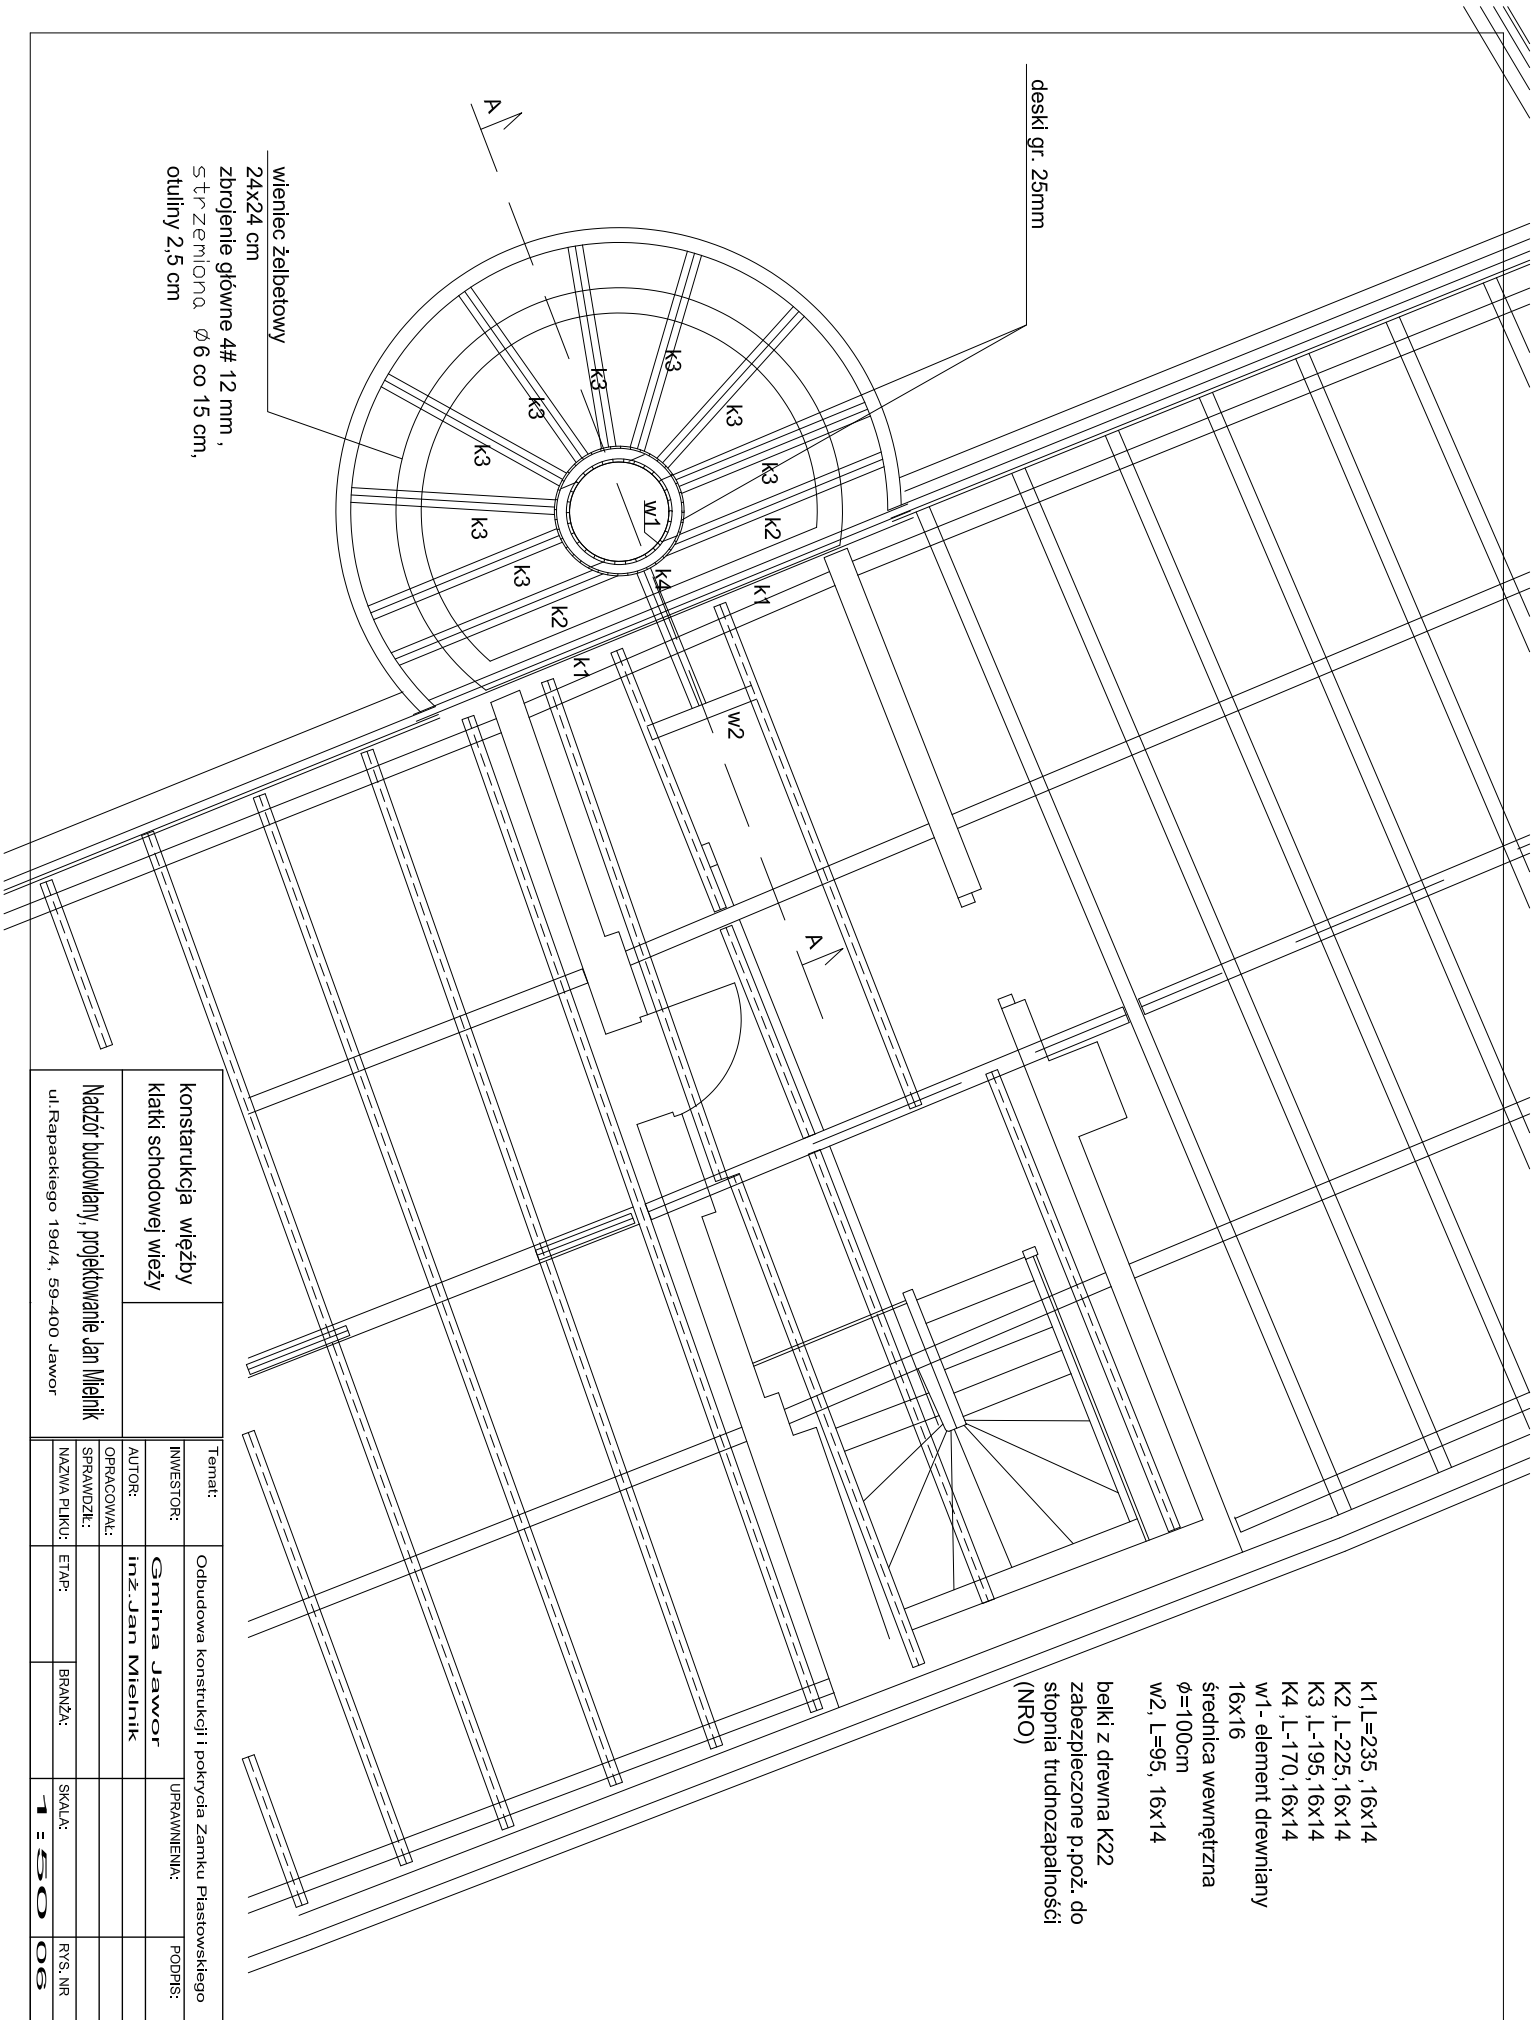 deski gr. 25mm
A
wieniec żelbetowy
24x24 cm
zbrojenie główne 4# 12 mm ,
strzemiona Ø 6 co 15 cm,
otuliny 2,5 cm
k3
k3
k3
k3
k3
k3
k3
k3
k2
k2
w1
k4
k1
k1
w2
A
k1,L=235 ,16x14
K2 ,L-225,16x14
K3 ,L-195,16x14
K4 ,L-170,16x14
w1- element drewniany
16x16
średnica wewnętrzna
ø=100cm
w2, L=95, 16x14
belki z drewna K22
zabezpieczone p.poż. do
stopnia trudnozapalnośći
(NRO)
konstarukcja więźby
klatki schodowej wieży
Nadzór budowlany, projektowanie Jan Mielnik
ul.Rapackiego 19d/4, 59-400 Jawor
Temat:
Odbudowa konstrukcji i pokrycia Zamku Piastowskiego
INWESTOR:
Gmina Jawor
UPRAWNIENIA:
PODPIS:
AUTOR:
inż.Jan Mielnik
OPRACOWAŁ:
SPRAWDZIŁ:
NAZWA PLIKU:
ETAP:
BRANŻA:
SKALA:
1:50
RYS. NR
06